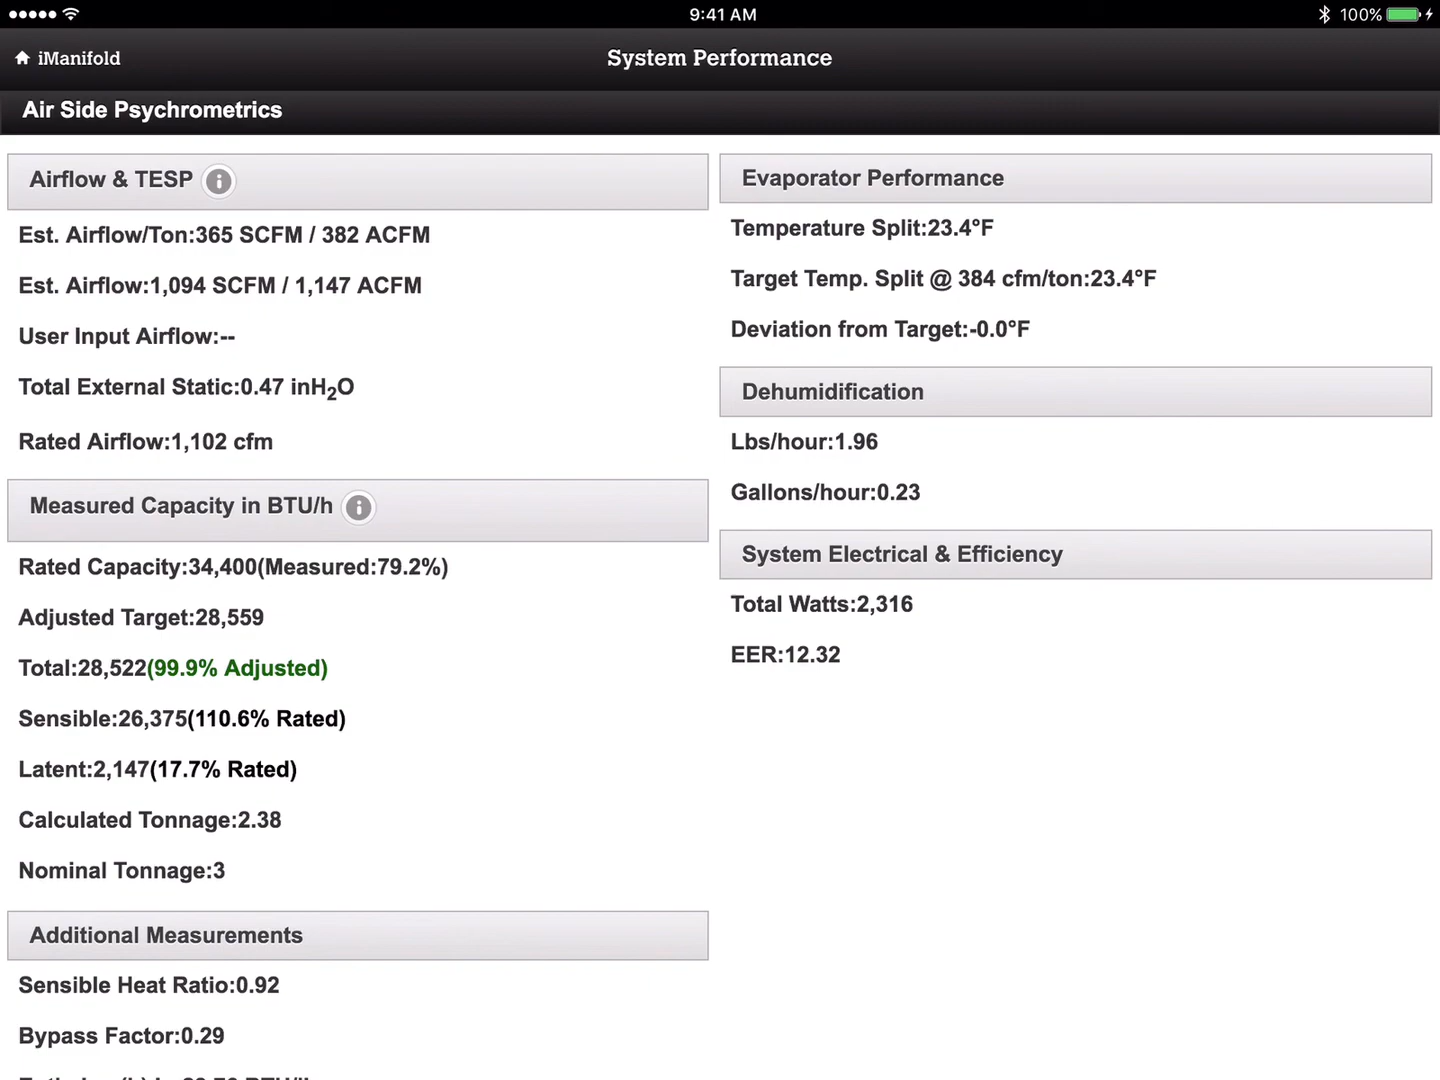 9:41 AM
100%
iManifold
System Performance
Air Side Psychrometrics
Airflow & TESP
Est. Airflow/Ton:365 SCFM / 382 ACFM
Est. Airflow:1,094 SCFM / 1,147 ACFM
User Input Airflow:--
Total External Static:0.47 inH₂O
Rated Airflow:1,102 cfm
Measured Capacity in BTU/h
Rated Capacity:34,400(Measured:79.2%)
Adjusted Target:28,559
Total:28,522(99.9% Adjusted)
Sensible:26,375(110.6% Rated)
Latent:2,147(17.7% Rated)
Calculated Tonnage:2.38
Nominal Tonnage:3
Additional Measurements
Sensible Heat Ratio:0.92
Bypass Factor:0.29
Evaporator Performance
Temperature Split:23.4°F
Target Temp. Split @ 384 cfm/ton:23.4°F
Deviation from Target:-0.0°F
Dehumidification
Lbs/hour:1.96
Gallons/hour:0.23
System Electrical & Efficiency
Total Watts:2,316
EER:12.32